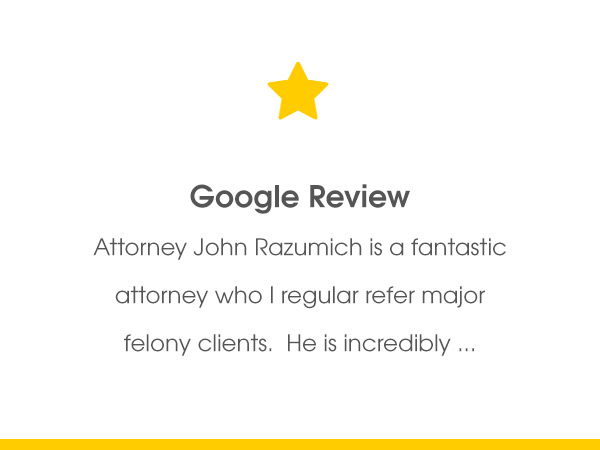 Google Review
Attorney John Razumich is a fantastic
attorney who I regular refer major
felony clients.  He is incredibly ...